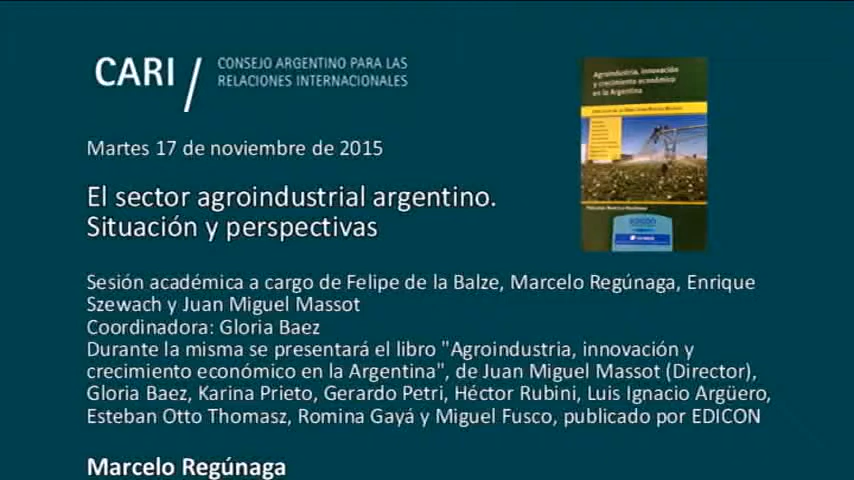 CARI /
CONSEJO ARGENTINO PARA LAS
RELACIONES INTERNACIONALES
Agroindustria, innovación
y crecimiento económico
en la Argentina
Martes 17 de noviembre de 2015
El sector agroindustrial argentino.
Situación y perspectivas
EDICON
Sesión académica a cargo de Felipe de la Balze, Marcelo Regúnaga, Enrique
Szewach y Juan Miguel Massot
Coordinadora: Gloria Baez
Durante la misma se presentará el libro "Agroindustria, innovación y
crecimiento económico en la Argentina", de Juan Miguel Massot (Director),
Gloria Baez, Karina Prieto, Gerardo Petri, Héctor Rubini, Luis Ignacio Argüero,
Esteban Otto Thomasz, Romina Gayá y Miguel Fusco, publicado por EDICON
Marcelo Regúnaga